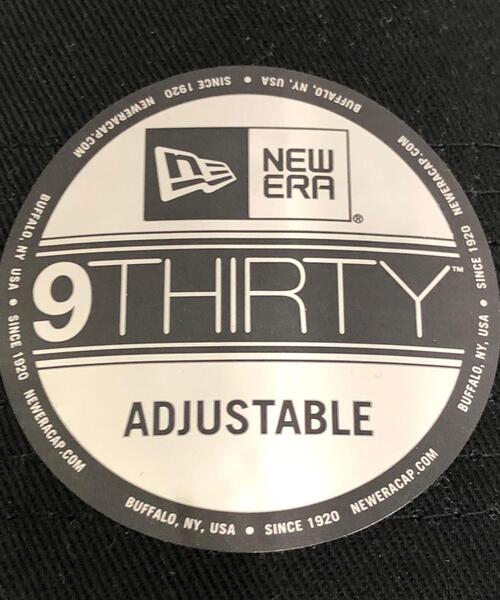 NEW
ERA
®
9THIRTY™
ADJUSTABLE
BUFFALO, NY, USA • SINCE 1920 NEWERACAP.COM
BUFFALO, NY, USA • SINCE 1920 NEWERACAP.COM
BUFFALO, NY, USA • SINCE 1920 NEWERACAP.COM
BUFFALO, NY, USA • SINCE 1920 NEWERACAP.COM